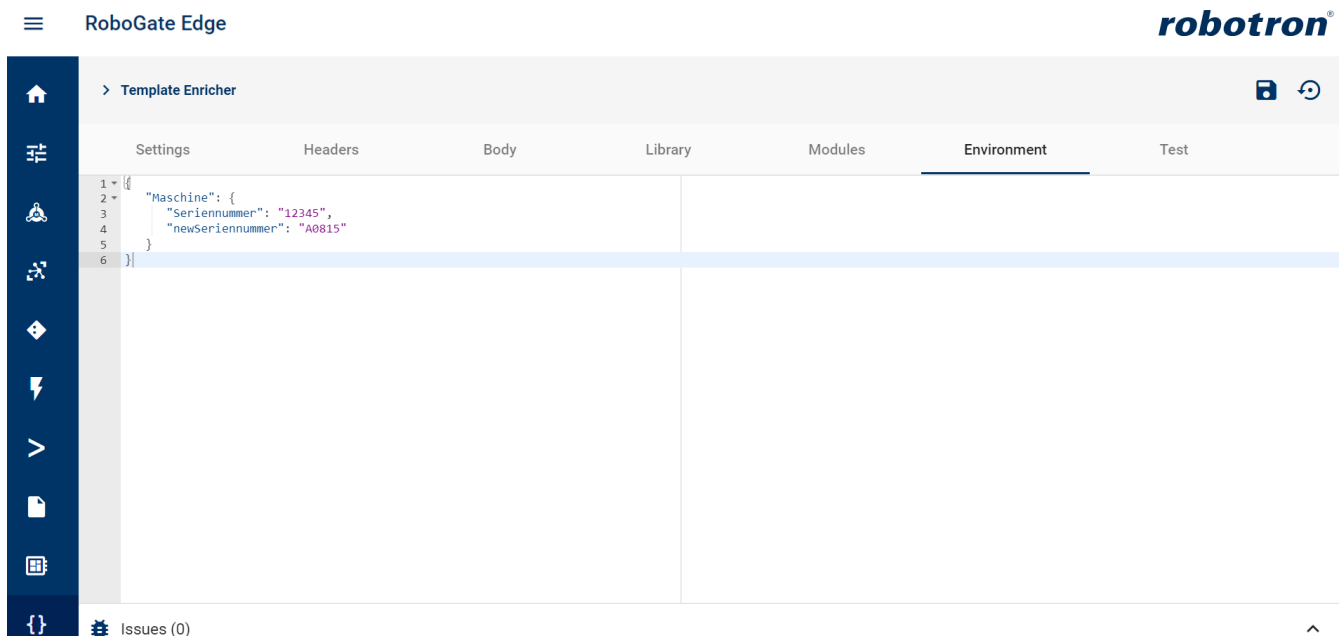 RoboGate Edge
robotron®
Template Enricher
Settings Headers Body Library Modules Environment Test
1 {
2 "Maschine": {
3 "Seriennummer": "12345",
4 "newSeriennummer": "A0815"
5 }
6 }
{} Issues (0)